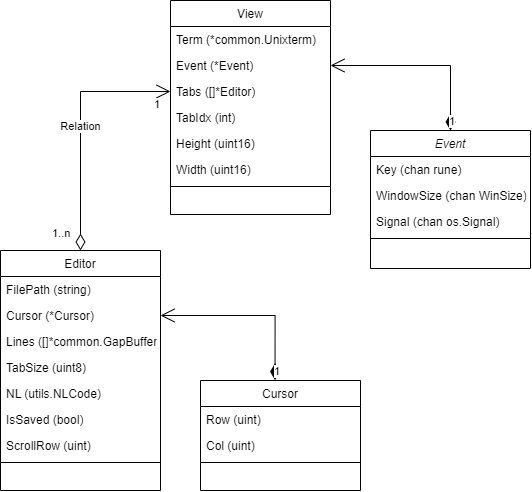 View
Term (*common.Unixterm)
Event (*Event)
Tabs ([]*Editor)
TabIdx (int)
Height (uint16)
Width (uint16)
1
Relation
1..n
1
Event
Key (chan rune)
WindowSize (chan WinSize)
Signal (chan os.Signal)
Editor
FilePath (string)
Cursor (*Cursor)
Lines ([]*common.GapBuffer
TabSize (uint8)
NL (utils.NLCode)
IsSaved (bool)
ScrollRow (uint)
1
Cursor
Row (uint)
Col (uint)